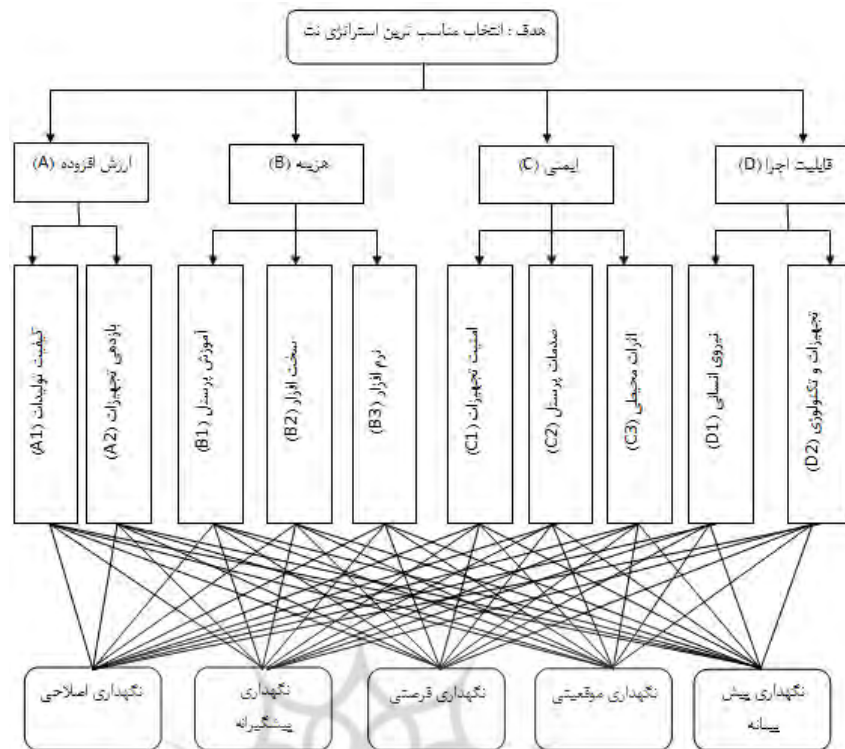 هدف : انتخاب مناسب ترین استراتژی نت
ارزش افزوده (A)
هزینه (B)
ایمنی (C)
قابلیت اجرا (D)
کیفیت تولیدات (A1)
بازدهی تجهیزات (A2)
آموزش پرسنل (B1)
سخت افزار (B2)
نرم افزار (B3)
امنیت تجهیزات (C1)
صدمات پرسنل (C2)
اثرات محیطی (C3)
نیروی انسانی (D1)
تجهیزات و تکنولوژی (D2)
نگهداری اصلاحی
نگهداری
پیشگیرانه
نگهداری فرصتی
نگهداری موقعیتی
نگهداری پیش
بینانه